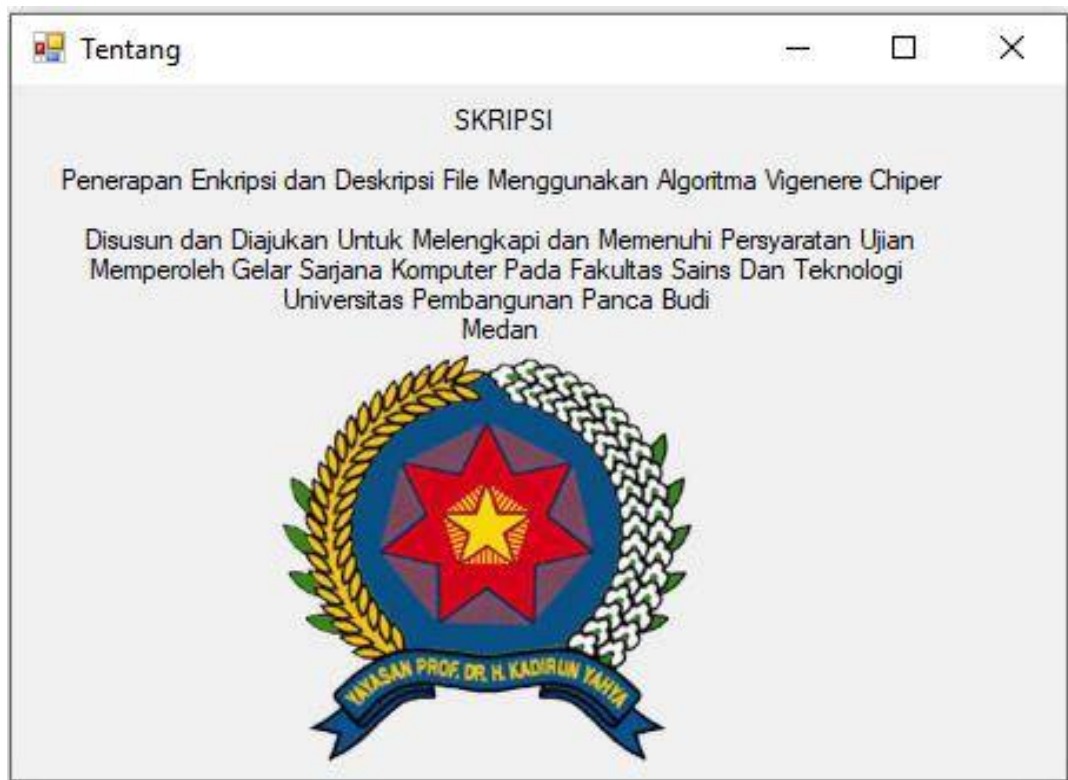 Tentang
SKRIPSI
Penerapan Enkripsi dan Deskripsi File Menggunakan Algoritma Vigenere Chiper
Disusun dan Diajukan Untuk Melengkapi dan Memenuhi Persyaratan Ujian
Memperoleh Gelar Sarjana Komputer Pada Fakultas Sains Dan Teknologi
Universitas Pembangunan Panca Budi
Medan
YAYASAN PROF. DR. H. KADIRUN YAHYA